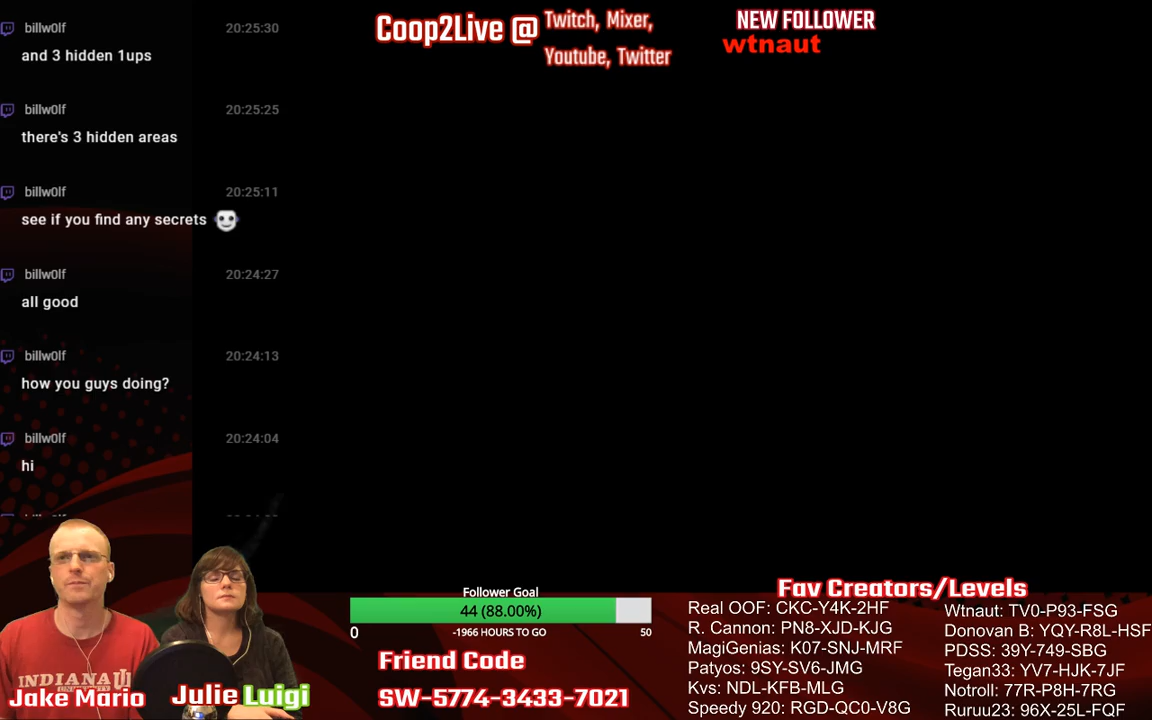 billw0lf 20:25:30
and 3 hidden 1ups
billw0lf 20:25:25
there's 3 hidden areas
billw0lf 20:25:11
see if you find any secrets
billw0lf 20:24:27
all good
billw0lf 20:24:13
how you guys doing?
billw0lf 20:24:04
hi
Coop2Live @ Twitch, Mixer,
Youtube, Twitter
NEW FOLLOWER
wtnaut
INDIANA
Jake Mario
Julie Luigi
Follower Goal
44 (88.00%)
0 -1966 HOURS TO GO 50
Friend Code
SW-5774-3433-7021
Fav Creators/Levels
Real OOF: CKC-Y4K-2HF
R. Cannon: PN8-XJD-KJG
MagiGenias: K07-SNJ-MRF
Patyos: 9SY-SV6-JMG
Kvs: NDL-KFB-MLG
Speedy 920: RGD-QC0-V8G
Wtnaut: TV0-P93-FSG
Donovan B: YQY-R8L-HSF
PDSS: 39Y-749-SBG
Tegan33: YV7-HJK-7JF
Notroll: 77R-P8H-7RG
Ruruu23: 96X-25L-FQF